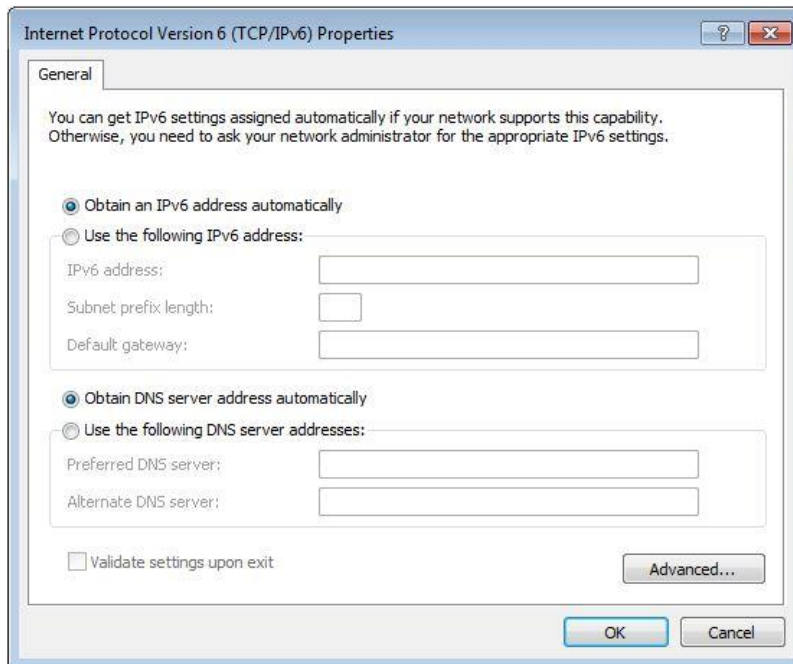 Internet Protocol Version 6 (TCP/IPv6) Properties
?
General
You can get IPv6 settings assigned automatically if your network supports this capability.
Otherwise, you need to ask your network administrator for the appropriate IPv6 settings.
Obtain an IPv6 address automatically
Use the following IPv6 address:
IPv6 address:
Subnet prefix length:
Default gateway:
Obtain DNS server address automatically
Use the following DNS server addresses:
Preferred DNS server:
Alternate DNS server:
Validate settings upon exit
Advanced...
OK Cancel